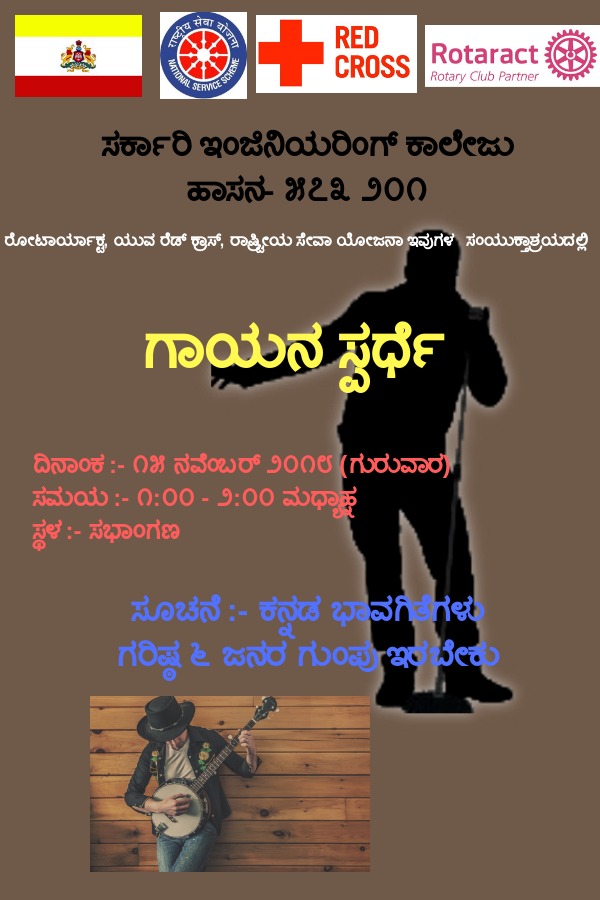 राष्ट्रीय सेवा योजना
NATIONAL SERVICE SCHEME
RED
CROSS
Rotaract
Rotary Club Partner
ಸರ್ಕಾರಿ ಇಂಜಿನಿಯರಿಂಗ್ ಕಾಲೇಜು
ಹಾಸನ- ೫೭೩ ೨೦೧
ರೋಟಾರ್ಯಾಕ್ಟ, ಯುವ ರೆಡ್ ಕ್ರಾಸ್, ರಾಷ್ಟ್ರೀಯ ಸೇವಾ ಯೋಜನಾ ಇವುಗಳ ಸಂಯುಕ್ತಾಶ್ರಯದಲ್ಲಿ
ಗಾಯನ ಸ್ಪರ್ಧೆ
ದಿನಾಂಕ :- ೧೫ ನವೆಂಬರ್ ೨೦೧೮ (ಗುರುವಾರ)
ಸಮಯ :- ೧:೦೦ - ೨:೦೦ ಮಧ್ಯಾಹ್ನ
ಸ್ಥಳ :- ಸಭಾಂಗಣ
ಸೂಚನೆ :- ಕನ್ನಡ ಭಾವಗಿತೆಗಳು
ಗರಿಷ್ಠ ೬ ಜನರ ಗುಂಪು ಇರಬೇಕು